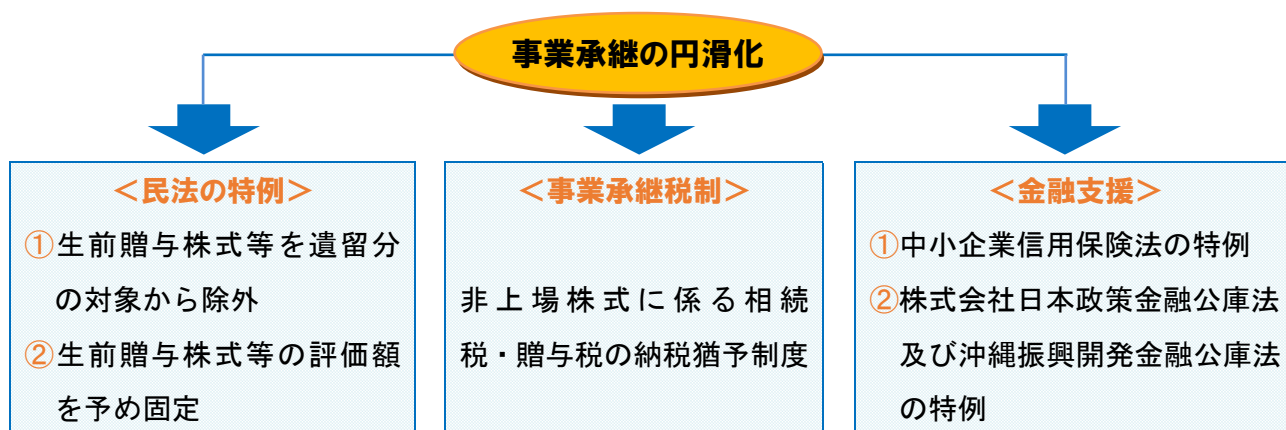 事業承継の円滑化
＜民法の特例＞
①生前贈与株式等を遺留分
の対象から除外
②生前贈与株式等の評価額
を予め固定
＜事業承継税制＞
非上場株式に係る相続
税・贈与税の納税猶予制度
＜金融支援＞
①中小企業信用保険法の特例
②株式会社日本政策金融公庫法
及び沖縄振興開発金融公庫法
の特例